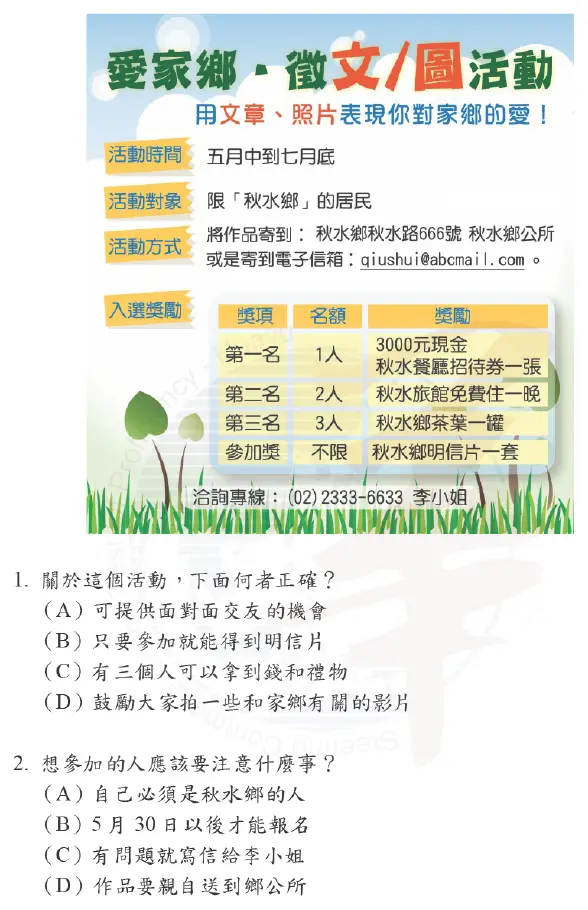 愛家鄉・徵文/圖活動
用文章、照片表現你對家鄉的愛！
活動時間 五月中到七月底
活動對象 限「秋水鄉」的居民
活動方式 將作品寄到： 秋水鄉秋水路666號 秋水鄉公所
或是寄到電子信箱：qiushui@abcmail.com。
入選獎勵
獎項 名額 獎勵
第一名 1人 3000元現金
秋水餐廳招待券一張
第二名 2人 秋水旅館免費住一晚
第三名 3人 秋水鄉茶葉一罐
參加獎 不限 秋水鄉明信片一套
洽詢專線：(02)2333-6633 李小姐
1. 關於這個活動，下面何者正確？
（A）可提供面對面交友的機會
（B）只要參加就能得到明信片
（C）有三個人可以拿到錢和禮物
（D）鼓勵大家拍一些和家鄉有關的影片
2. 想參加的人應該要注意什麼事？
（A）自己必須是秋水鄉的人
（B）5 月 30 日以後才能報名
（C）有問題就寫信給李小姐
（D）作品要親自送到鄉公所